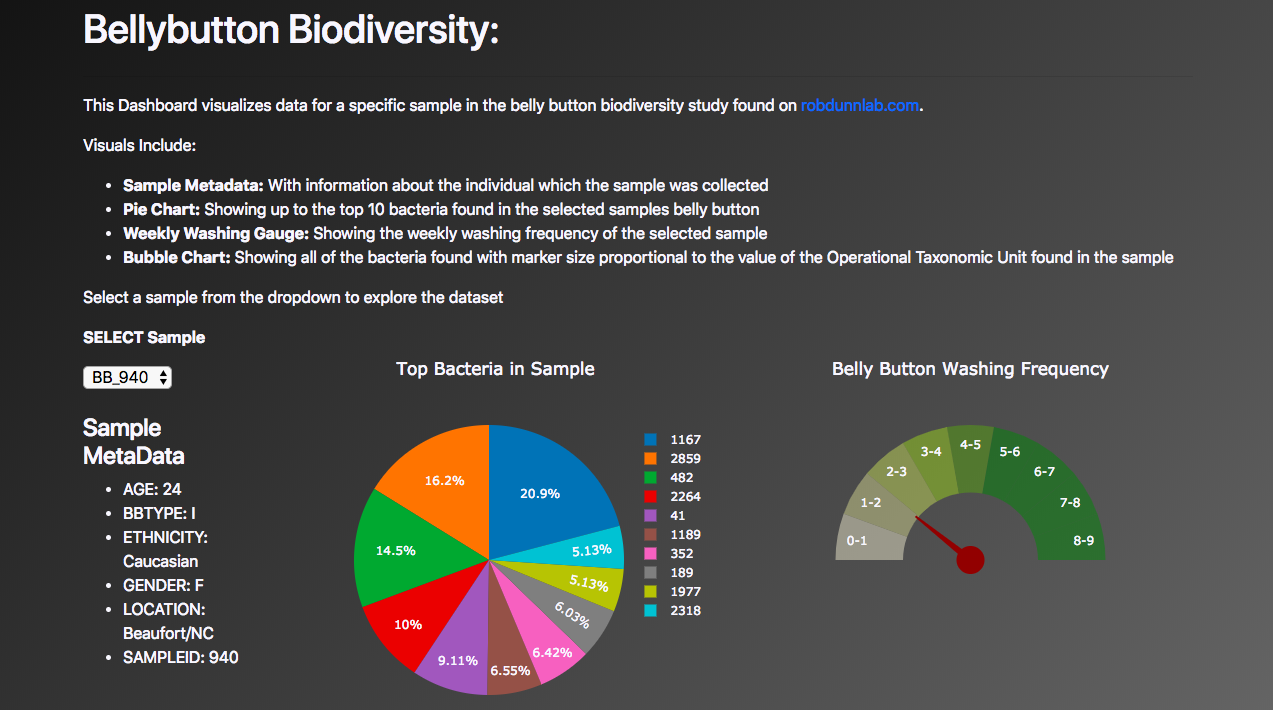 Bellybutton Biodiversity:
This Dashboard visualizes data for a specific sample in the belly button biodiversity study found on robdunnlab.com.
Visuals Include:
• Sample Metadata: With information about the individual which the sample was collected
• Pie Chart: Showing up to the top 10 bacteria found in the selected samples belly button
• Weekly Washing Gauge: Showing the weekly washing frequency of the selected sample
• Bubble Chart: Showing all of the bacteria found with marker size proportional to the value of the Operational Taxonomic Unit found in the sample
Select a sample from the dropdown to explore the dataset
SELECT Sample
BB_940
Sample
MetaData
• AGE: 24
• BBTYPE: I
• ETHNICITY:
Caucasian
• GENDER: F
• LOCATION:
Beaufort/NC
• SAMPLEID: 940
Top Bacteria in Sample
20.9%
16.2%
14.5%
10%
9.11%
6.55%
6.42%
6.03%
5.13%
5.13%
1167
2859
482
2264
41
1189
352
189
1977
2318
Belly Button Washing Frequency
0-1
1-2
2-3
3-4
4-5
5-6
6-7
7-8
8-9